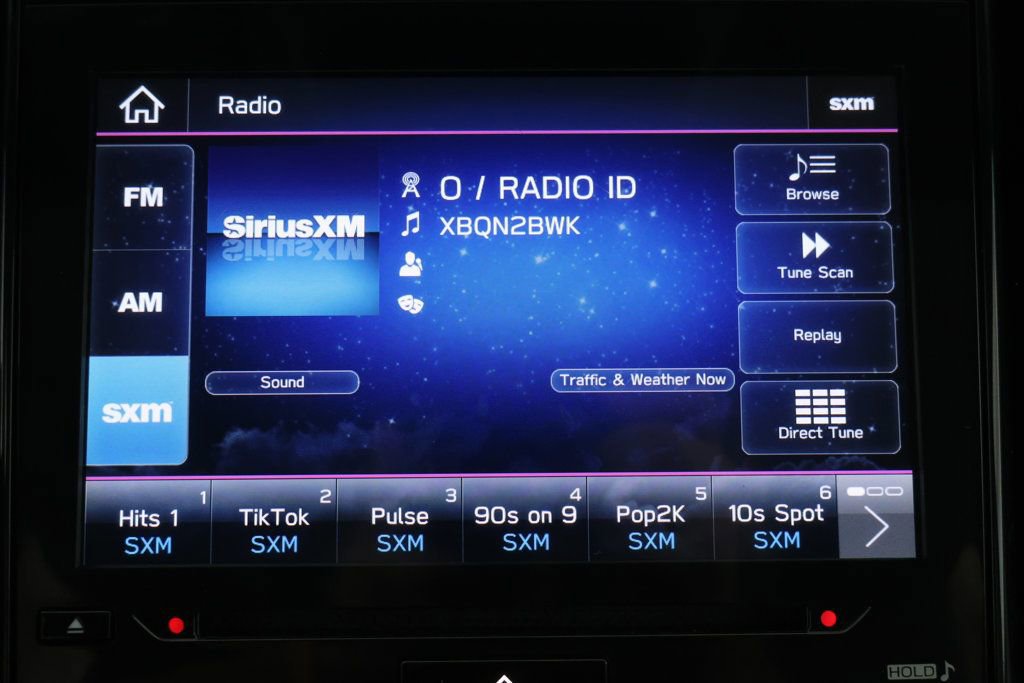 Radio
sxm
FM
AM
sxm
SiriusXM
0 / RADIO ID
XBQN2BWK
Sound
Traffic & Weather Now
Browse
Tune Scan
Replay
Direct Tune
1
Hits 1
SXM
2
TikTok
SXM
3
Pulse
SXM
4
90s on 9
SXM
5
Pop2K
SXM
6
10s Spot
SXM
HOLD